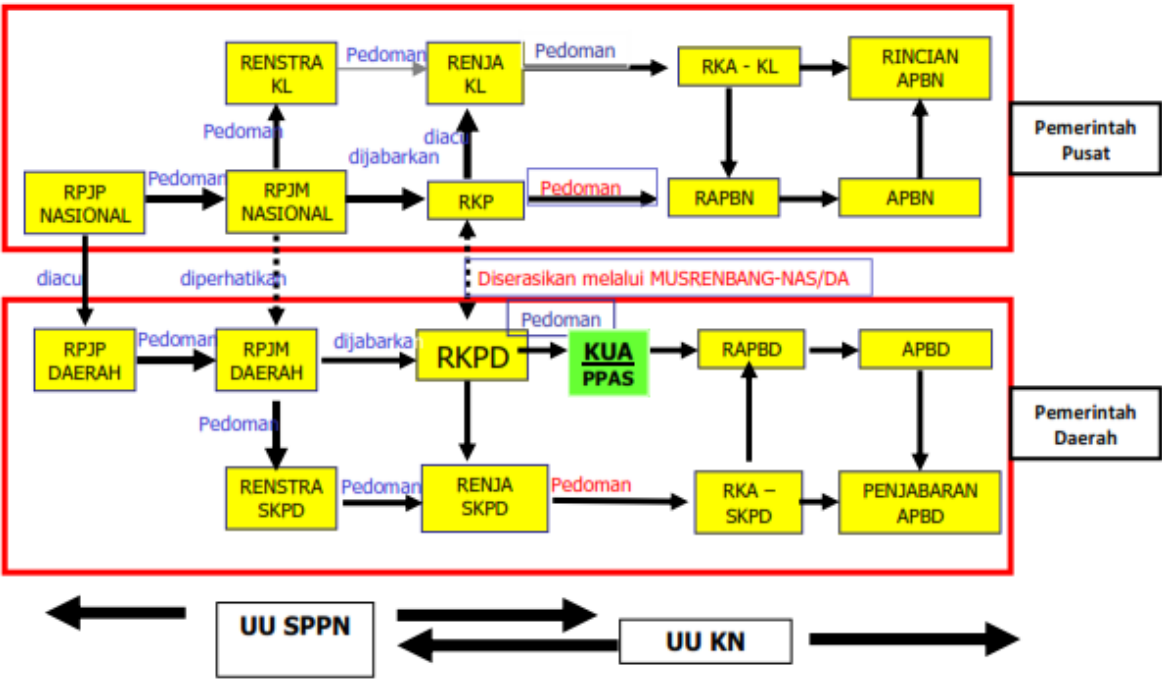 Pedoman
Pedoman
RENSTRA
KL
RENJA
KL
RKA - KL
RINCIAN
APBN
Pemerintah
Pusat
Pedoman
diacu
dijabarkan
RPJP
NASIONAL
Pedoman
RPJM
NASIONAL
RKP
Pedoman
RAPBN
APBN
diacu
diperhatikan
Diserasikan melalui MUSRENBANG-NAS/DA
Pedoman
RPJP
DAERAH
Pedoman
RPJM
DAERAH
dijabarkan
RKPD
KUA
PPAS
RAPBD
APBD
Pemerintah
Daerah
Pedoman
RENSTRA
SKPD
Pedoman
RENJA
SKPD
Pedoman
RKA –
SKPD
PENJABARAN
APBD
UU SPPN
UU KN